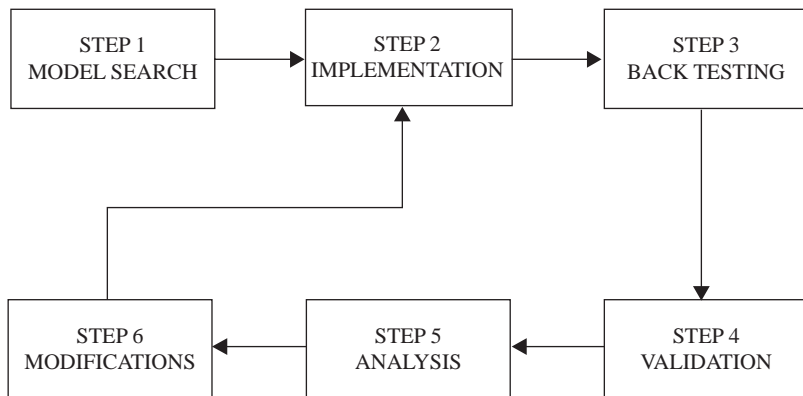 STEP 1
MODEL SEARCH
STEP 2
IMPLEMENTATION
STEP 3
BACK TESTING
STEP 4
VALIDATION
STEP 5
ANALYSIS
STEP 6
MODIFICATIONS